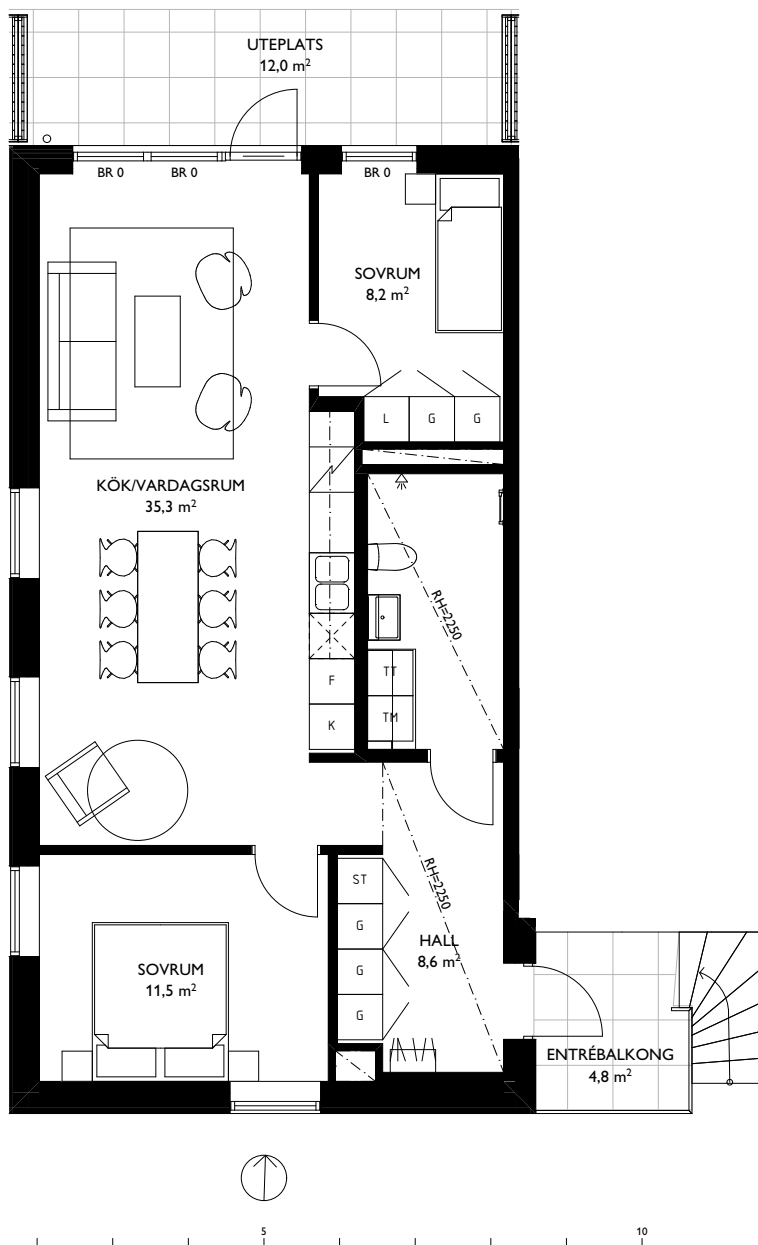 UTEPLATS
12,0 m²
BR 0
BR 0
BR 0
SOVRUM
8,2 m²
L
G
G
KÖK/VARDAGSRUM
35,3 m²
RH=2250
F
K
TT
TM
RH=2250
ST
G
G
G
HALL
8,6 m²
SOVRUM
11,5 m²
ENTRÉBALKONG
4,8 m²
5
10